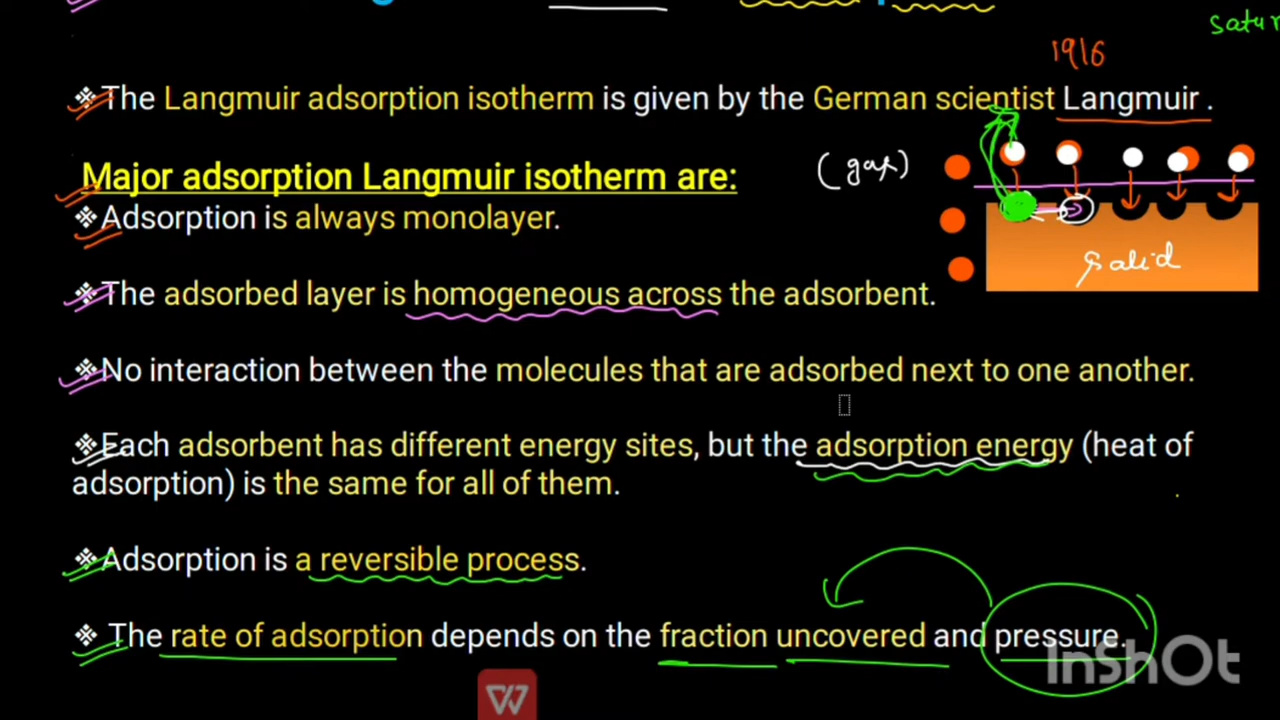 satur
1916
❖The Langmuir adsorption isotherm is given by the German scientist Langmuir .
(gas)
Major adsorption Langmuir isotherm are:
❖Adsorption is always monolayer.
Solid
❖The adsorbed layer is homogeneous across the adsorbent.
❖No interaction between the molecules that are adsorbed next to one another.
❖Each adsorbent has different energy sites, but the adsorption energy (heat of
adsorption) is the same for all of them.
❖Adsorption is a reversible process.
❖ The rate of adsorption depends on the fraction uncovered and pressure.
InShOt
W